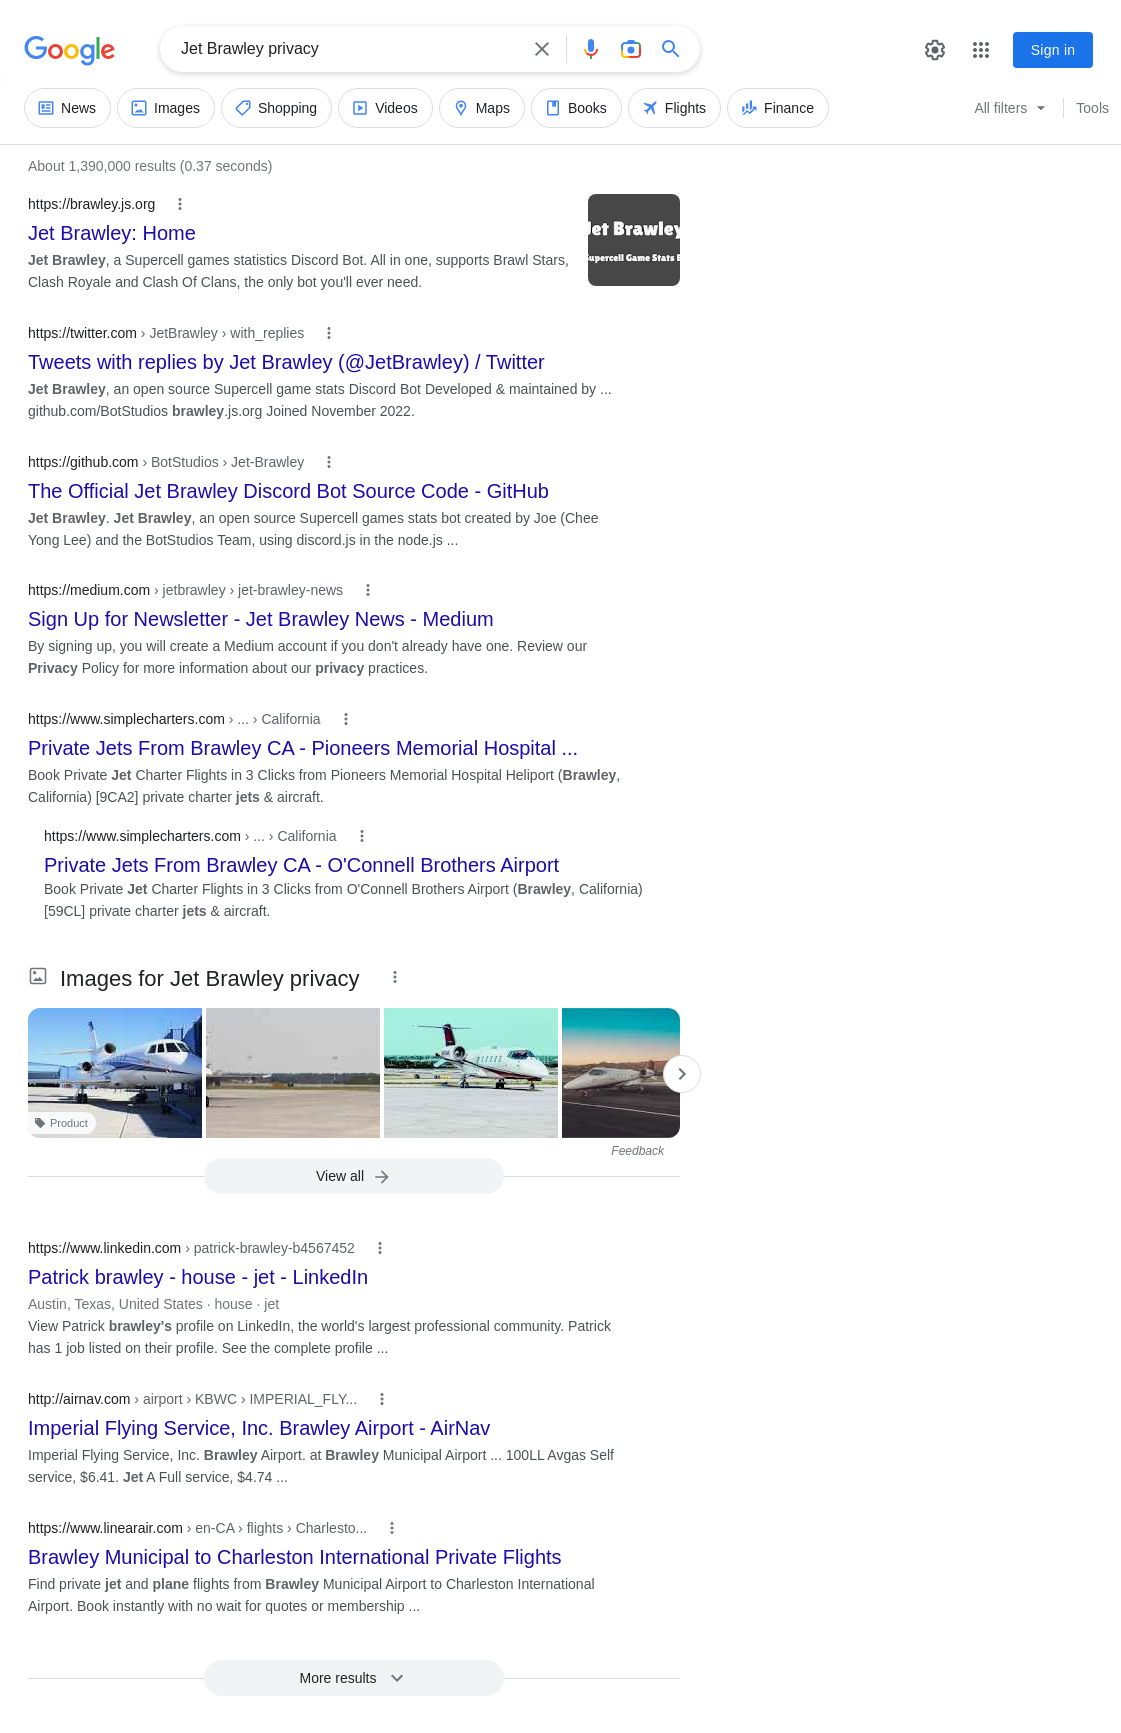 Google
Jet Brawley privacy
Sign in
News
Images
Shopping
Videos
Maps
Books
Flights
Finance
All filters
Tools
About 1,390,000 results (0.37 seconds)
https://brawley.js.org
Jet Brawley: Home
Jet Brawley, a Supercell games statistics Discord Bot. All in one, supports Brawl Stars,
Clash Royale and Clash Of Clans, the only bot you'll ever need.
Jet Brawley
Supercell Game Stats
https://twitter.com › JetBrawley › with_replies
Tweets with replies by Jet Brawley (@JetBrawley) / Twitter
Jet Brawley, an open source Supercell game stats Discord Bot Developed & maintained by ...
github.com/BotStudios brawley.js.org Joined November 2022.
https://github.com › BotStudios › Jet-Brawley
The Official Jet Brawley Discord Bot Source Code - GitHub
Jet Brawley. Jet Brawley, an open source Supercell games stats bot created by Joe (Chee
Yong Lee) and the BotStudios Team, using discord.js in the node.js ...
https://medium.com › jetbrawley › jet-brawley-news
Sign Up for Newsletter - Jet Brawley News - Medium
By signing up, you will create a Medium account if you don't already have one. Review our
Privacy Policy for more information about our privacy practices.
https://www.simplecharters.com › ... › California
Private Jets From Brawley CA - Pioneers Memorial Hospital ...
Book Private Jet Charter Flights in 3 Clicks from Pioneers Memorial Hospital Heliport (Brawley,
California) [9CA2] private charter jets & aircraft.
https://www.simplecharters.com › ... › California
Private Jets From Brawley CA - O'Connell Brothers Airport
Book Private Jet Charter Flights in 3 Clicks from O'Connell Brothers Airport (Brawley, California)
[59CL] private charter jets & aircraft.
Images for Jet Brawley privacy
Product
Feedback
View all
https://www.linkedin.com › patrick-brawley-b4567452
Patrick brawley - house - jet - LinkedIn
Austin, Texas, United States · house · jet
View Patrick brawley's profile on LinkedIn, the world's largest professional community. Patrick
has 1 job listed on their profile. See the complete profile ...
http://airnav.com › airport › KBWC › IMPERIAL_FLY...
Imperial Flying Service, Inc. Brawley Airport - AirNav
Imperial Flying Service, Inc. Brawley Airport. at Brawley Municipal Airport ... 100LL Avgas Self
service, $6.41. Jet A Full service, $4.74 ...
https://www.linearair.com › en-CA › flights › Charlesto...
Brawley Municipal to Charleston International Private Flights
Find private jet and plane flights from Brawley Municipal Airport to Charleston International
Airport. Book instantly with no wait for quotes or membership ...
More results